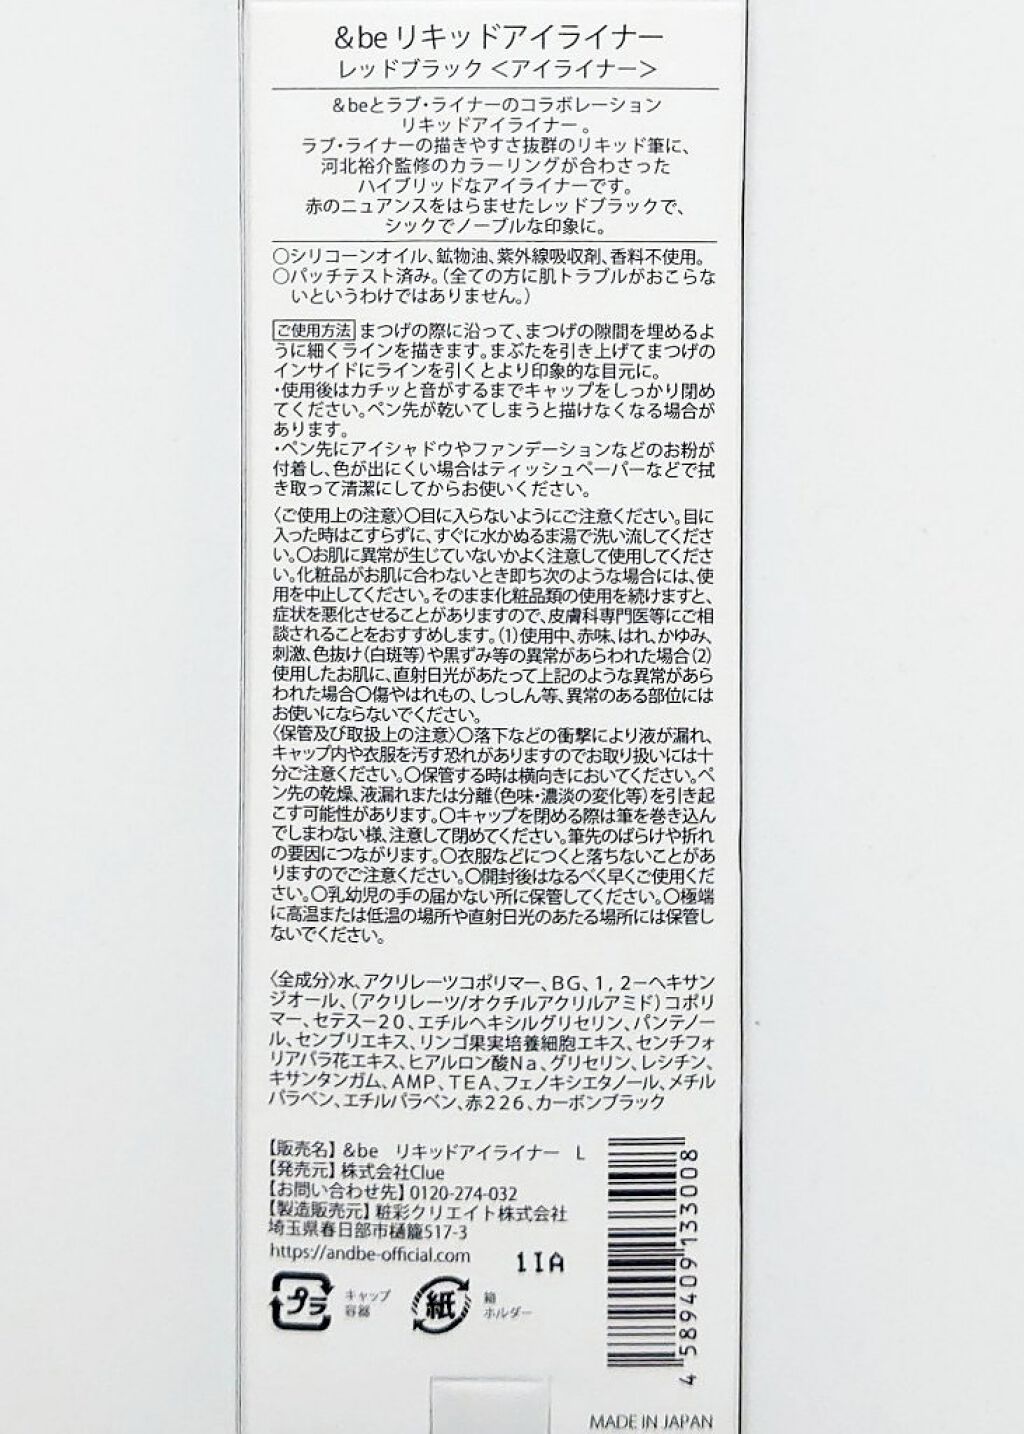 &be リキッドアイライナー
レッドブラック <アイライナー>
&beとラブ・ライナーのコラボレーション
リキッドアイライナー。
ラブ・ライナーの描きやすさ抜群のリキッド筆に、
河北裕介監修のカラーリングが合わさった
ハイブリッドなアイライナーです。
赤のニュアンスをはらませたレッドブラックで、
シックでノーブルな印象に。
○シリコーンオイル、鉱物油、紫外線吸収剤、香料不使用。
○パッチテスト済み。(全ての方に肌トラブルがおこらな
いというわけではありません。)
ご使用方法 まつげの際に沿って、まつげの隙間を埋めるよ
うに細くラインを描きます。まぶたを引き上げてまつげの
インサイドにラインを引くとより印象的な目元に。
・使用後はカチッと音がするまでキャップをしっかり閉め
てください。ペン先が乾いてしまうと描けなくなる場合が
あります。
・ペン先にアイシャドウやファンデーションなどのお粉が
付着し、色が出にくい場合はティッシュペーパーなどで拭
き取って清潔にしてからお使いください。
〈ご使用上の注意〉○目に入らないようにご注意ください。目に
入った時はこすらずに、すぐに水かぬるま湯で洗い流してくださ
い。○お肌に異常が生じていないかよく注意して使用してくださ
い。化粧品がお肌に合わないとき即ち次のような場合には、使
用を中止してください。そのまま化粧品類の使用を続けますと、
症状を悪化させることがありますので、皮膚科専門医等にご相
談されることをおすすめします。(1)使用中、赤味、はれ、かゆみ、
刺激、色抜け(白斑等)や黒ずみ等の異常があらわれた場合(2)
使用したお肌に、直射日光があたって上記のような異常があら
われた場合○傷やはれもの、しっしん等、異常のある部位には
お使いにならないでください。
〈保管及び取扱上の注意〉○落下などの衝撃により液が漏れ、
キャップ内や衣服を汚す恐れがありますのでお取り扱いには十
分ご注意ください。○保管する時は横向きにおいてください。ペ
ン先の乾燥、液漏れまたは分離(色味・濃淡の変化等)を引き起
こす可能性があります。○キャップを閉める際は筆を巻き込ん
でしまわない様、注意して閉めてください。筆先のばらけや折れ
の要因につながります。○衣服などにつくと落ちないことがあ
りますのでご注意ください。○開封後はなるべく早くご使用くだ
さい。○乳幼児の手の届かない所に保管してください。○極端
に高温または低温の場所や直射日光のあたる場所には保管し
ないでください。
〈全成分〉水、アクリレーツコポリマー、BG、1,2-ヘキサン
ジオール、(アクリレーツ/オクチルアクリルアミド)コポリ
マー、セテス-20、エチルヘキシルグリセリン、パンテノー
ル、センブリエキス、リンゴ果実培養細胞エキス、センチフォ
リアバラ花エキス、ヒアルロン酸Na、グリセリン、レシチン、
キサンタンガム、AMP、TEA、フェノキシエタノール、メチル
パラベン、エチルパラベン、赤226、カーボンブラック
【販売名】&be リキッドアイライナー L
【発売元】株式会社Clue
【お問い合わせ先】0120-274-032
【製造販売元】粧彩クリエイト株式会社
埼玉県春日部市樋籠517-3
https://andbe-official.com
1IA
プラ
キャップ
容器
紙
箱
ホルダー
4589409133008
MADE IN JAPAN